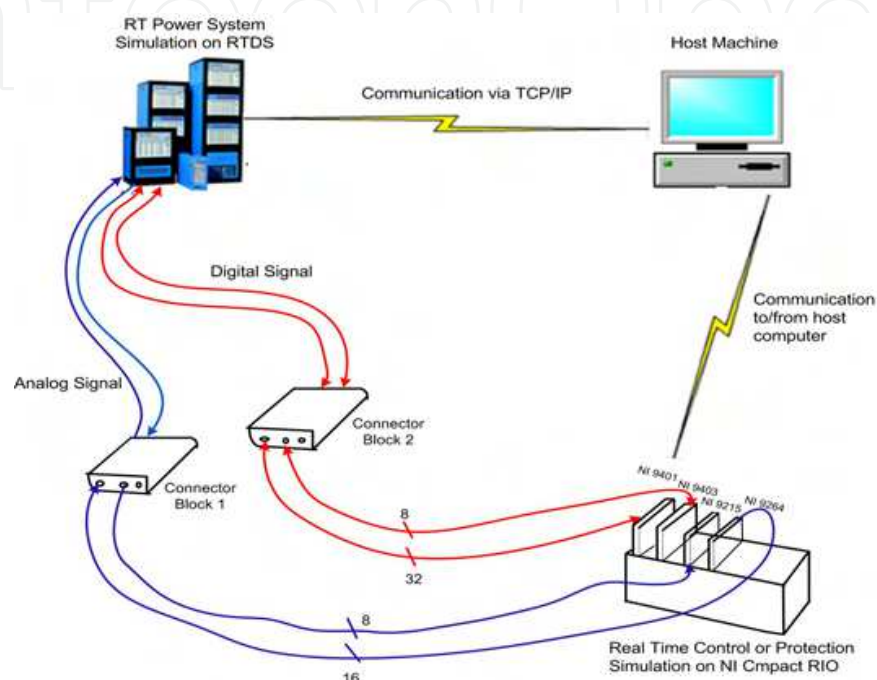 RT Power System
Simulation on RTDS
Host Machine
Communication via TCP/IP
Digital Signal
Communication
to/from host
computer
Analog Signal
Connector
Block 2
Connector
Block 1
NI 9401
NI 9403
NI 9215
NI 9264
8
32
8
16
Real Time Control or Protection
Simulation on NI Cmpact RIO